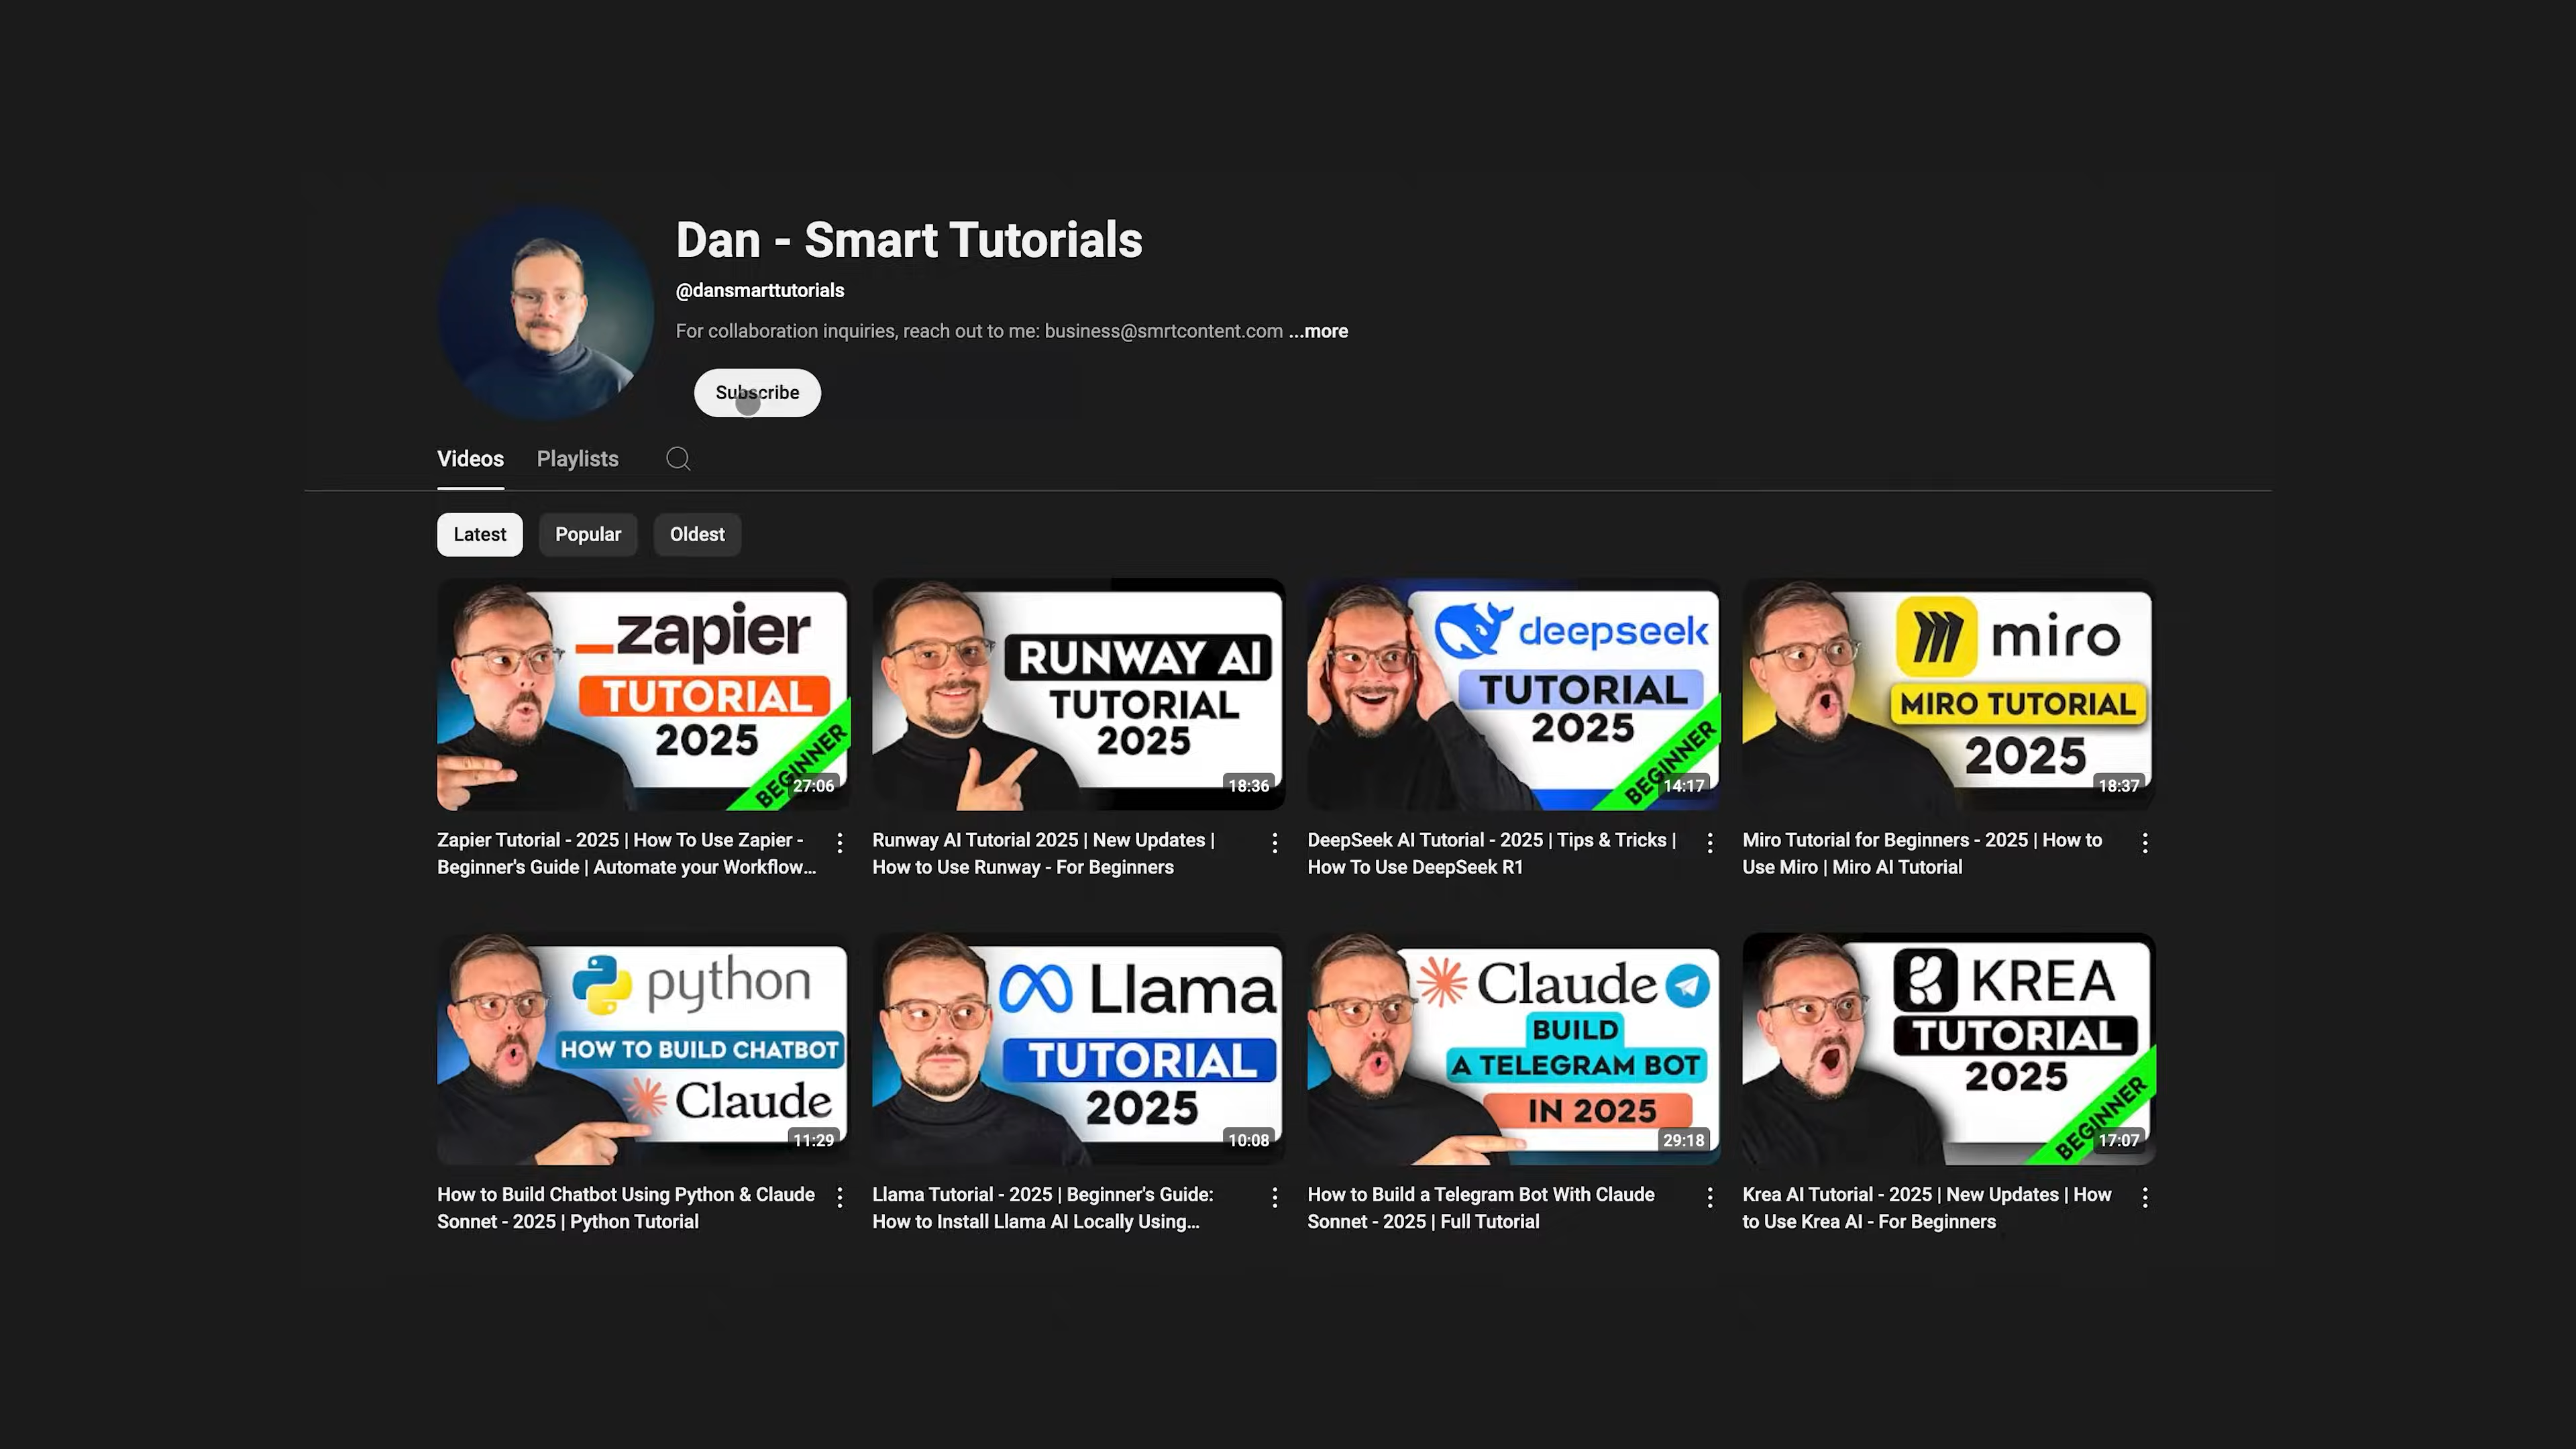 Dan - Smart Tutorials
@dansmarttutorials
For collaboration inquiries, reach out to me: business@smrtcontent.com ...more
Subscribe
Videos
Playlists
Latest
Popular
Oldest
zapier
TUTORIAL
2025
BEGINNER
27:06
Zapier Tutorial - 2025 | How To Use Zapier -
Beginner's Guide | Automate your Workflow...
RUNWAY AI
TUTORIAL
2025
18:36
Runway AI Tutorial 2025 | New Updates |
How to Use Runway - For Beginners
deepseek
TUTORIAL
2025
BEGINNER
14:17
DeepSeek AI Tutorial - 2025 | Tips & Tricks |
How To Use DeepSeek R1
miro
MIRO TUTORIAL
2025
18:37
Miro Tutorial for Beginners - 2025 | How to
Use Miro | Miro AI Tutorial
python
HOW TO BUILD CHATBOT
Claude
11:29
How to Build Chatbot Using Python & Claude
Sonnet - 2025 | Python Tutorial
Llama
TUTORIAL
2025
10:08
Llama Tutorial - 2025 | Beginner's Guide:
How to Install Llama AI Locally Using...
Claude
BUILD
A TELEGRAM BOT
IN 2025
29:18
How to Build a Telegram Bot With Claude
Sonnet - 2025 | Full Tutorial
KREA
TUTORIAL
2025
BEGINNER
17:07
Krea AI Tutorial - 2025 | New Updates | How
to Use Krea AI - For Beginners